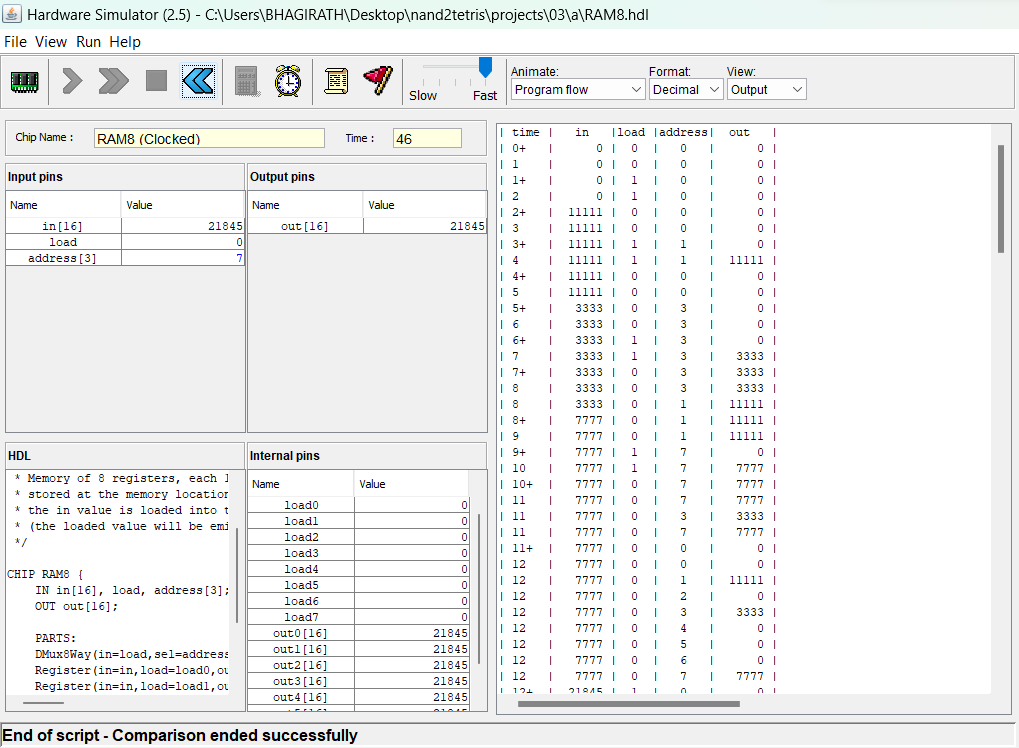 Hardware Simulator (2.5) - C:\Users\BHAGIRATH\Desktop\nand2tetris\projects\03\a\RAM8.hdl
File View Run Help
Slow Fast
Animate: Format: View:
Program flow Decimal Output
Chip Name : RAM8 (Clocked) Time : 46
Input pins
Name Value
in[16] 21845
load 0
address[3] 7
Output pins
Name Value
out[16] 21845
HDL
* Memory of 8 registers, each 1
* stored at the memory location
* the in value is loaded into t
* (the loaded value will be emi
*/
CHIP RAM8 {
IN in[16], load, address[3];
OUT out[16];
PARTS:
DMux8Way(in=load,sel=address
Register(in=in,load=load0,ou
Register(in=in,load=load1,ou
Internal pins
Name Value
load0 0
load1 0
load2 0
load3 0
load4 0
load5 0
load6 0
load7 0
out0[16] 21845
out1[16] 21845
out2[16] 21845
out3[16] 21845
out4[16] 21845
| time | in |load |address| out |
| 0+ | 0 | 0 | 0 | 0 |
| 1 | 0 | 0 | 0 | 0 |
| 1+ | 0 | 1 | 0 | 0 |
| 2 | 0 | 1 | 0 | 0 |
| 2+ | 11111 | 0 | 0 | 0 |
| 3 | 11111 | 0 | 0 | 0 |
| 3+ | 11111 | 1 | 1 | 0 |
| 4 | 11111 | 1 | 1 | 11111 |
| 4+ | 11111 | 0 | 0 | 0 |
| 5 | 11111 | 0 | 0 | 0 |
| 5+ | 3333 | 0 | 3 | 0 |
| 6 | 3333 | 0 | 3 | 0 |
| 6+ | 3333 | 1 | 3 | 0 |
| 7 | 3333 | 1 | 3 | 3333 |
| 7+ | 3333 | 0 | 3 | 3333 |
| 8 | 3333 | 0 | 3 | 3333 |
| 8 | 3333 | 0 | 1 | 11111 |
| 8+ | 7777 | 0 | 1 | 11111 |
| 9 | 7777 | 0 | 1 | 11111 |
| 9+ | 7777 | 1 | 7 | 0 |
| 10 | 7777 | 1 | 7 | 7777 |
| 10+ | 7777 | 0 | 7 | 7777 |
| 11 | 7777 | 0 | 7 | 7777 |
| 11 | 7777 | 0 | 3 | 3333 |
| 11 | 7777 | 0 | 7 | 7777 |
| 11+ | 7777 | 0 | 0 | 0 |
| 12 | 7777 | 0 | 0 | 0 |
| 12 | 7777 | 0 | 1 | 11111 |
| 12 | 7777 | 0 | 2 | 0 |
| 12 | 7777 | 0 | 3 | 3333 |
| 12 | 7777 | 0 | 4 | 0 |
| 12 | 7777 | 0 | 5 | 0 |
| 12 | 7777 | 0 | 6 | 0 |
| 12 | 7777 | 0 | 7 | 7777 |
| 12+ | 21845 | 1 | 0 | 0 |
End of script - Comparison ended successfully